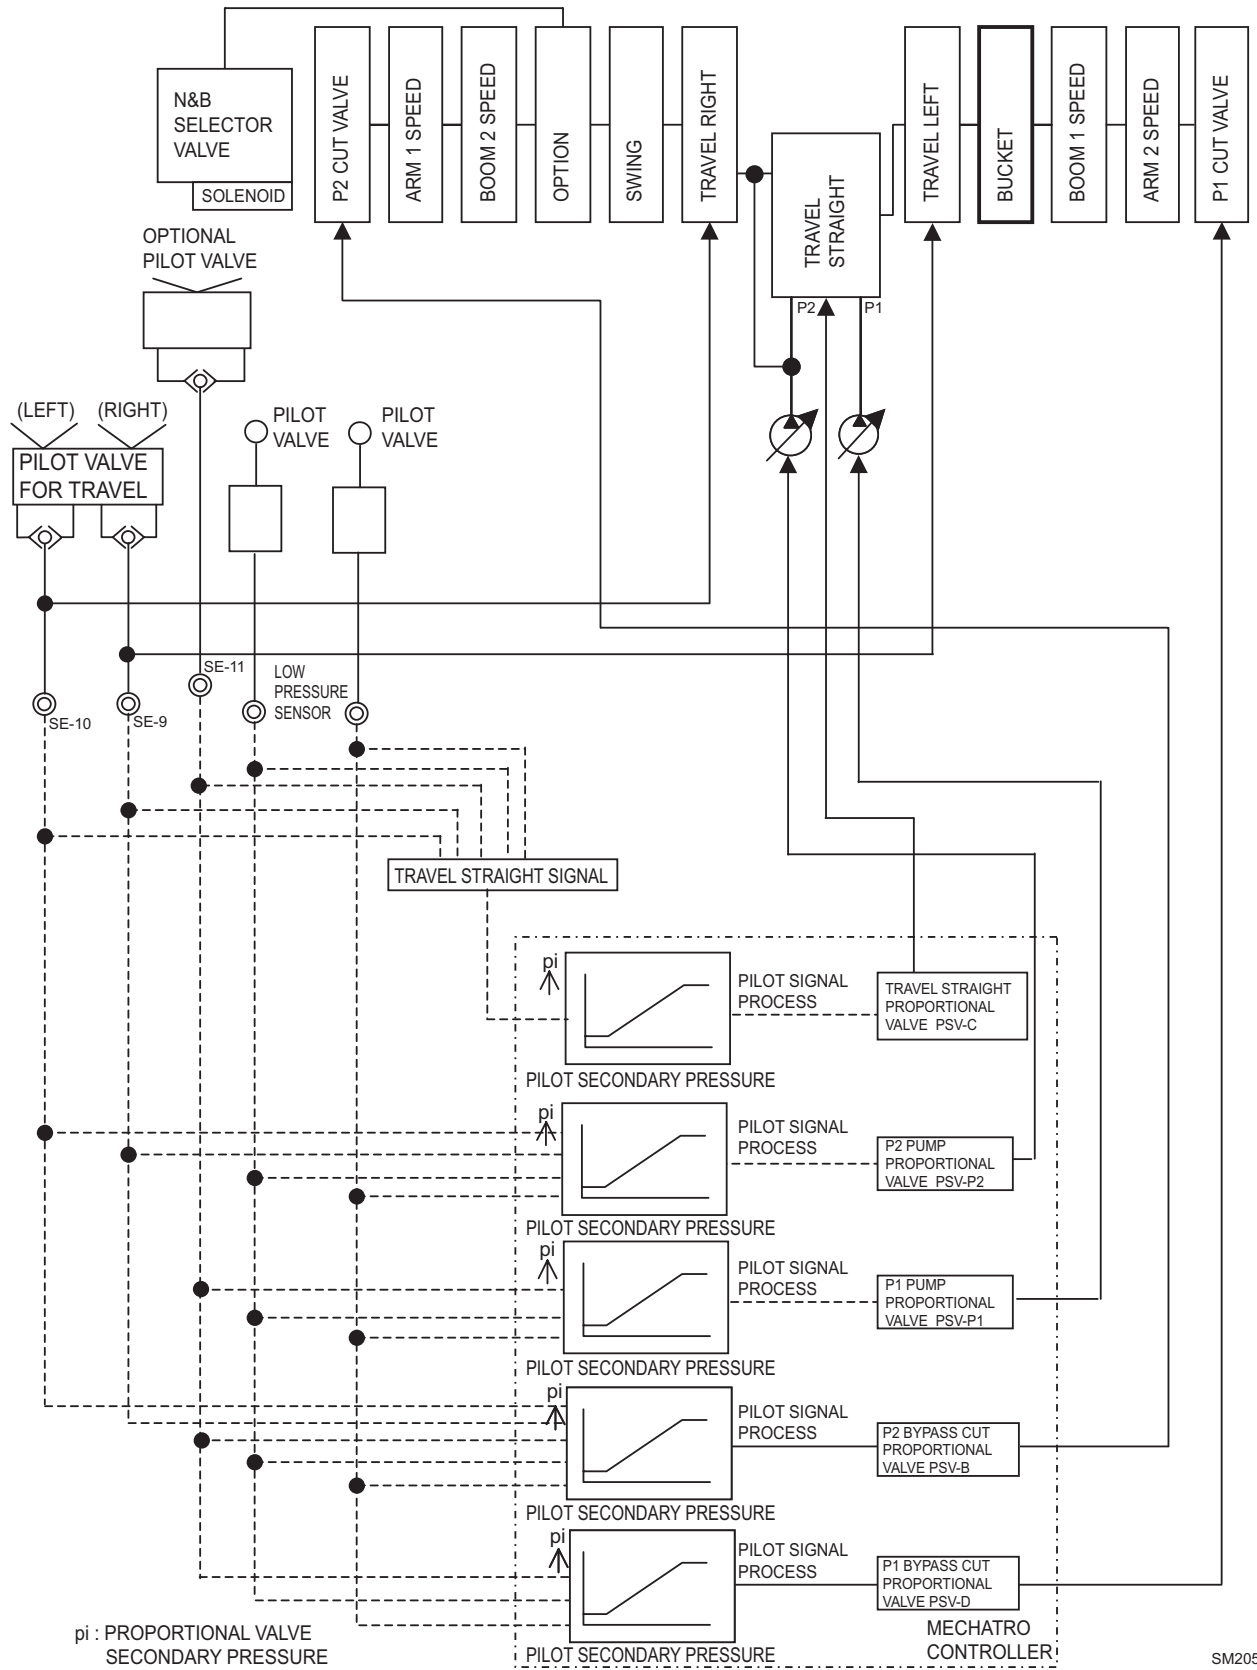 N&B
SELECTOR
VALVE
SOLENOID
P2 CUT VALVE
ARM 1 SPEED
BOOM 2 SPEED
OPTION
SWING
TRAVEL RIGHT
TRAVEL
STRAIGHT
TRAVEL LEFT
BUCKET
BOOM 1 SPEED
ARM 2 SPEED
P1 CUT VALVE
P2
P1
OPTIONAL
PILOT VALVE
(LEFT)
(RIGHT)
PILOT VALVE
FOR TRAVEL
PILOT
VALVE
PILOT
VALVE
SE-11
LOW
PRESSURE
SENSOR
SE-10
SE-9
TRAVEL STRAIGHT SIGNAL
pi
PILOT SIGNAL
PROCESS
TRAVEL STRAIGHT
PROPORTIONAL
VALVE PSV-C
PILOT SECONDARY PRESSURE
pi
PILOT SIGNAL
PROCESS
P2 PUMP
PROPORTIONAL
VALVE PSV-P2
PILOT SECONDARY PRESSURE
pi
PILOT SIGNAL
PROCESS
P1 PUMP
PROPORTIONAL
VALVE PSV-P1
PILOT SECONDARY PRESSURE
pi
PILOT SIGNAL
PROCESS
P2 BYPASS CUT
PROPORTIONAL
VALVE PSV-B
PILOT SECONDARY PRESSURE
pi
PILOT SIGNAL
PROCESS
P1 BYPASS CUT
PROPORTIONAL
VALVE PSV-D
PILOT SECONDARY PRESSURE
MECHATRO
CONTROLLER
pi : PROPORTIONAL VALVE
SECONDARY PRESSURE
SM205